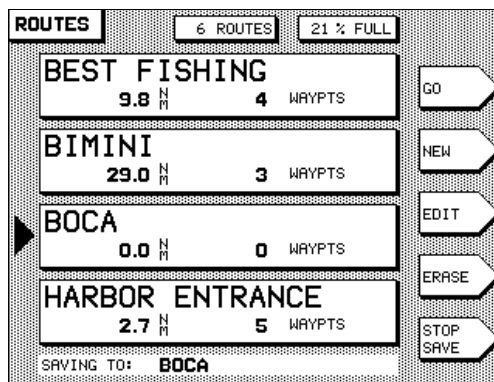 ROUTES 6 ROUTES 21 % FULL
BEST FISHING
9.8 NM 4 WAYPTS
GO
BIMINI
29.0 NM 3 WAYPTS
NEW
BOCA
0.0 NM 0 WAYPTS
EDIT
HARBOR ENTRANCE
2.7 NM 5 WAYPTS
ERASE
STOP
SAVE
SAVING TO: BOCA